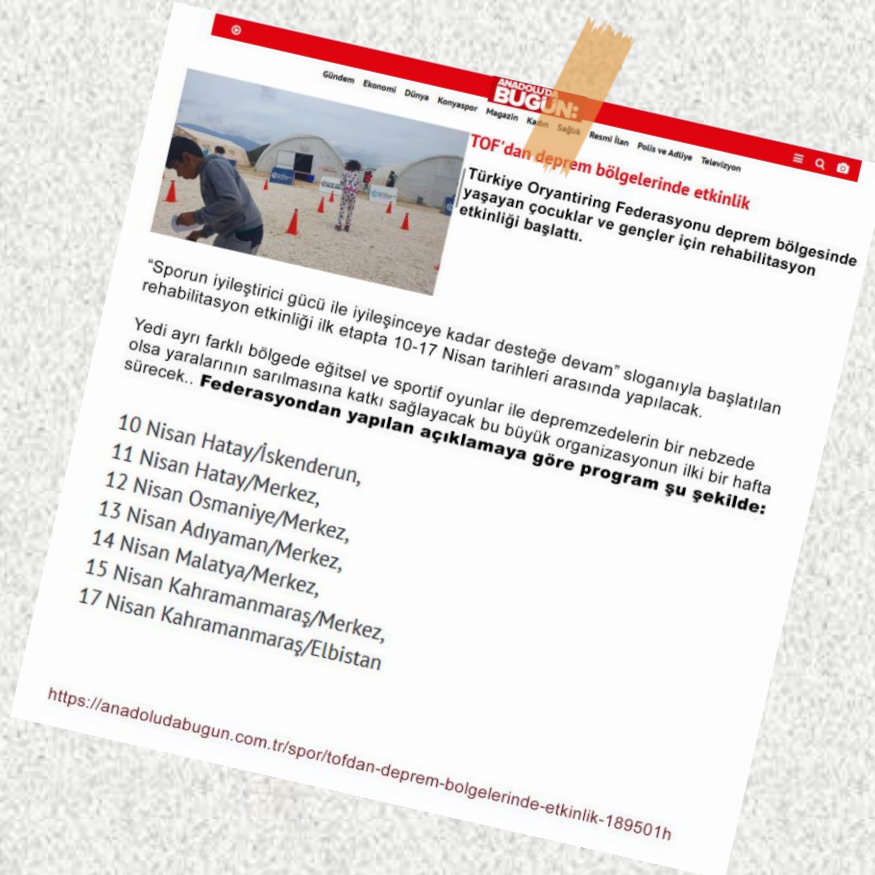 ANADOLU'DA
BUGÜN:
Gündem Ekonomi Dünya Konyaspor Magazin Kadın Sağlık Resmi İlan Polis ve Adliye Televizyon
TOF'dan deprem bölgelerinde etkinlik
Türkiye Oryantiring Federasyonu deprem bölgesinde
yaşayan çocuklar ve gençler için rehabilitasyon
etkinliği başlattı.
“Sporun iyileştirici gücü ile iyileşinceye kadar desteğe devam” sloganıyla başlatılan
rehabilitasyon etkinliği ilk etapta 10-17 Nisan tarihleri arasında yapılacak.
Yedi ayrı farklı bölgede eğitsel ve sportif oyunlar ile depremzedelerin bir nebzede
olsa yaralarının sarılmasına katkı sağlayacak bu büyük organizasyonun ilki bir hafta
sürecek.. Federasyondan yapılan açıklamaya göre program şu şekilde:
10 Nisan Hatay/İskenderun,
11 Nisan Hatay/Merkez,
12 Nisan Osmaniye/Merkez,
13 Nisan Adıyaman/Merkez,
14 Nisan Malatya/Merkez,
15 Nisan Kahramanmaraş/Merkez,
17 Nisan Kahramanmaraş/Elbistan
https://anadoludabugun.com.tr/spor/tofdan-deprem-bolgelerinde-etkinlik-189501h